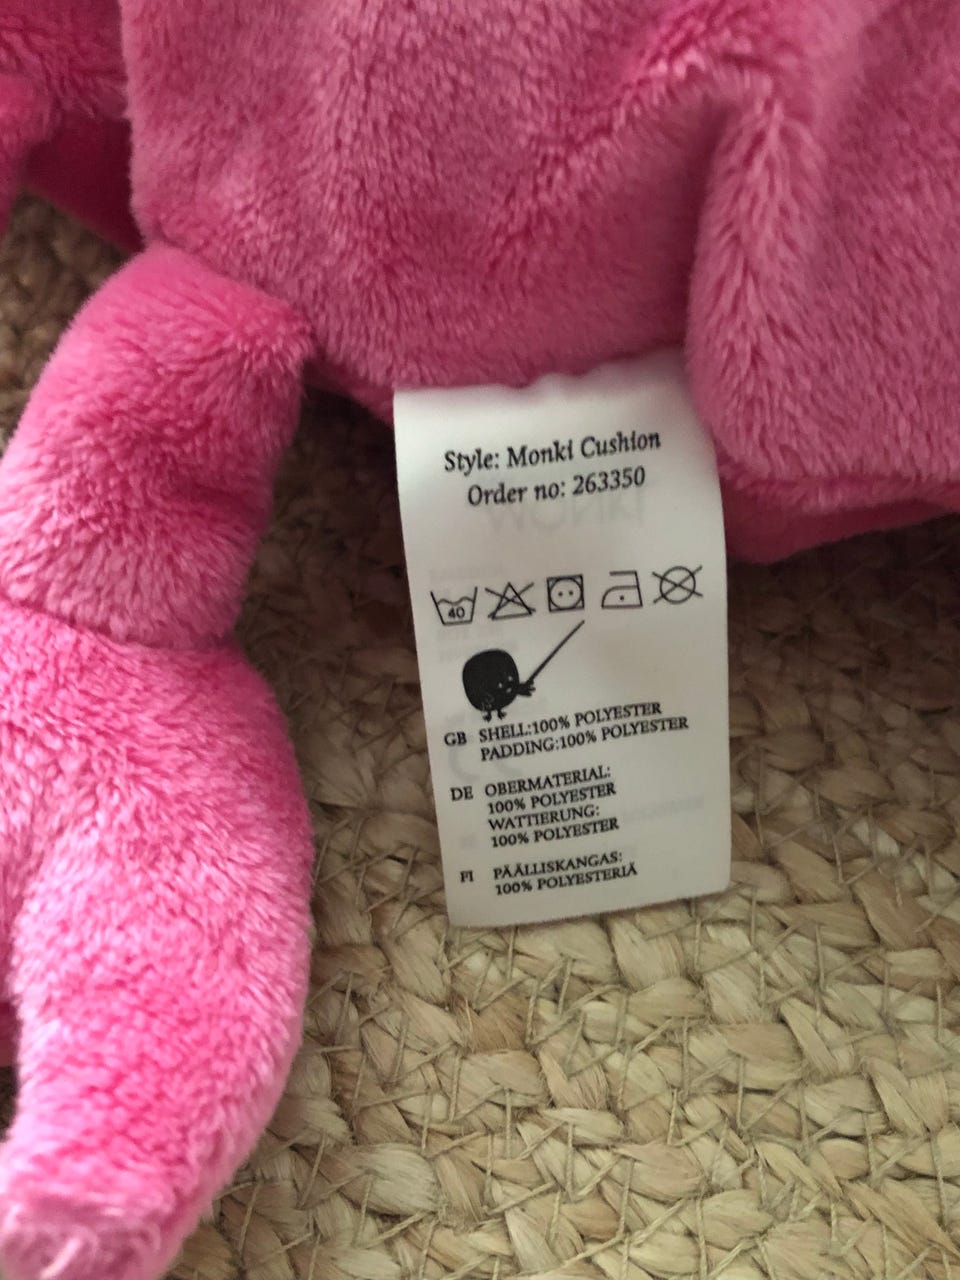 Style: Monki Cushion
Order no: 263350
40
GB SHELL:100% POLYESTER
PADDING:100% POLYESTER
DE OBERMATERIAL:
100% POLYESTER
WATTIERUNG:
100% POLYESTER
FI PÄÄLLISKANGAS:
100% POLYESTERIÄ